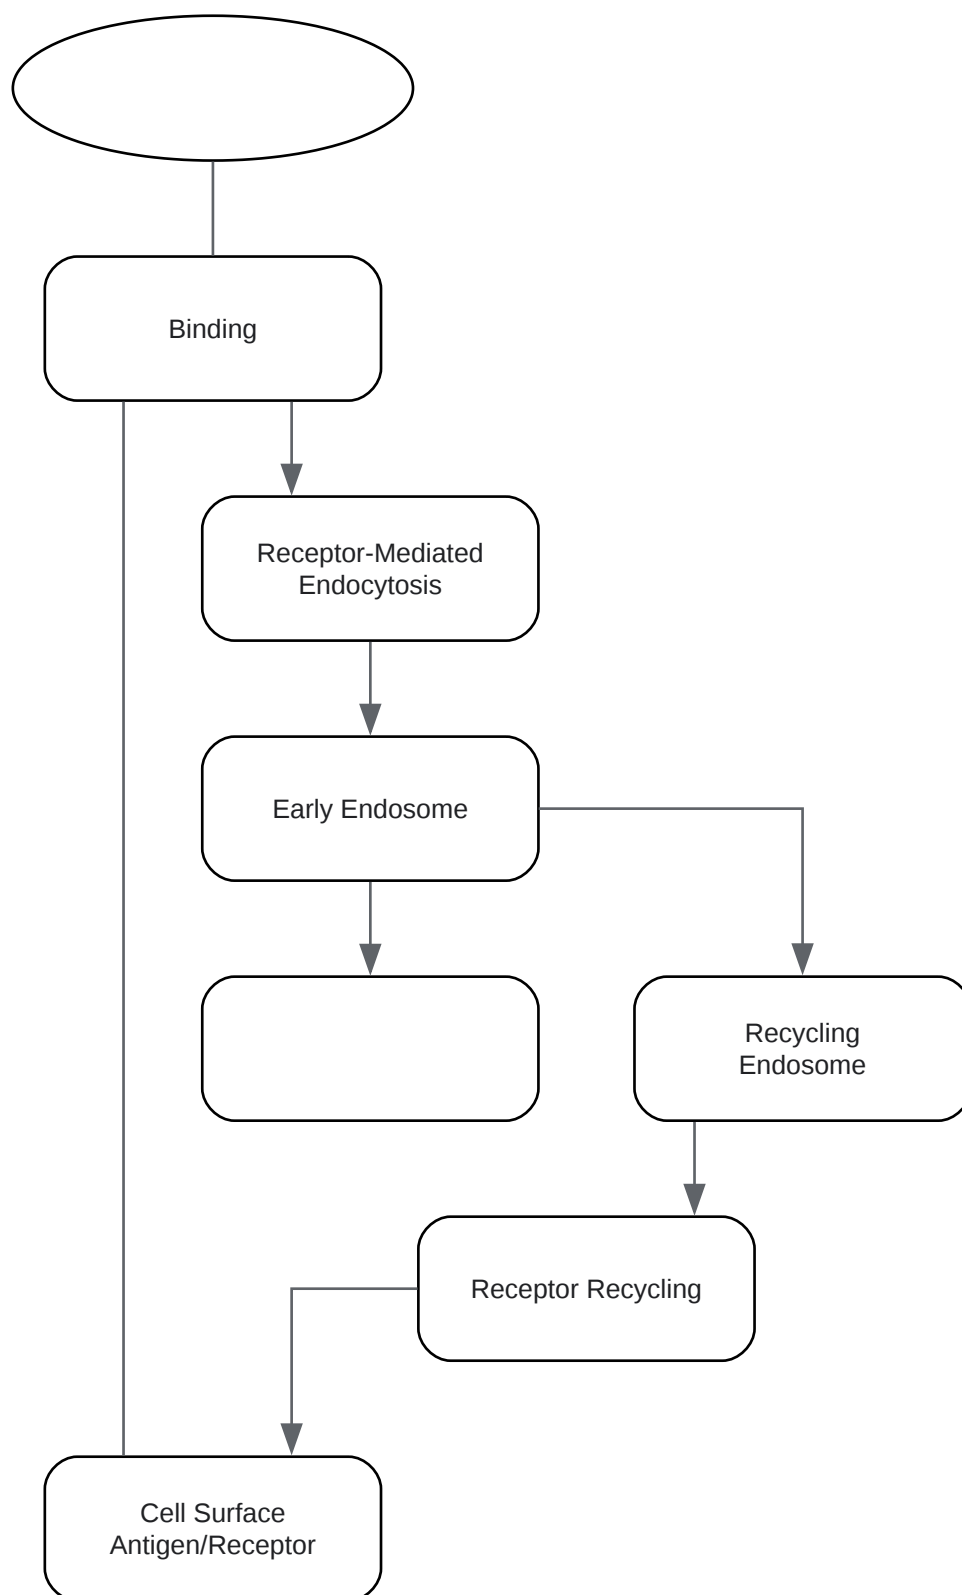 Binding
Receptor-Mediated
Endocytosis
Early Endosome
Recycling
Endosome
Receptor Recycling
Cell Surface
Antigen/Receptor